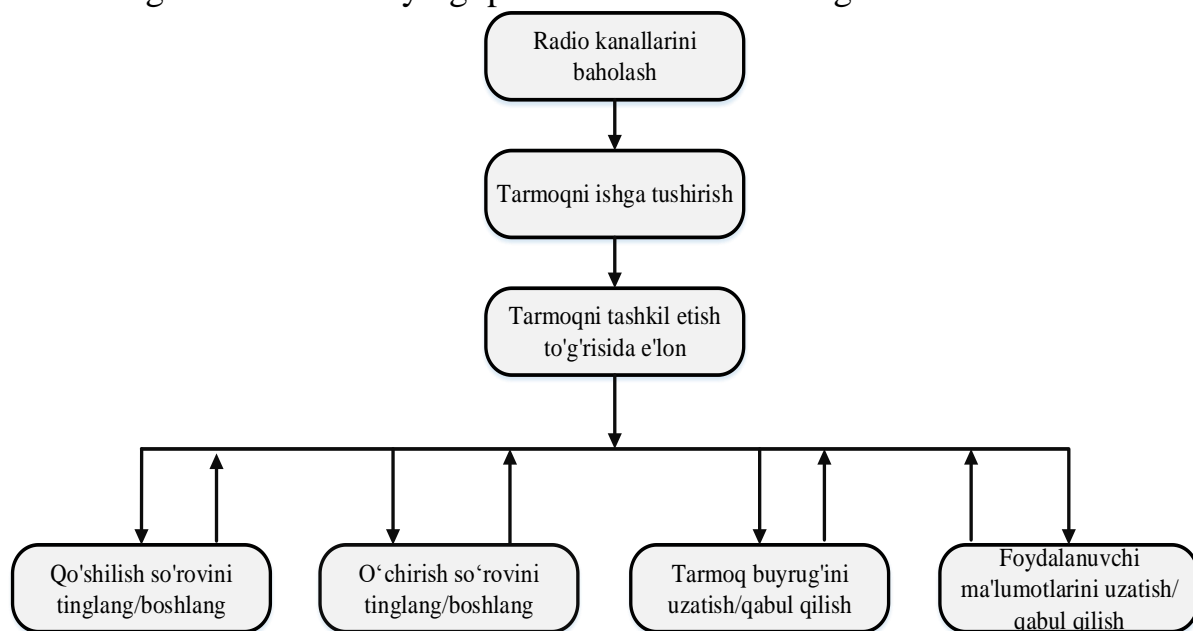 Radio kanallarini
baholash
Tarmoqni ishga tushirish
Tarmoqni tashkil etish
to'g'risida e'lon
Qo'shilish so'rovini
tinglang/boshlang
O‘chirish so‘rovini
tinglang/boshlang
Tarmoq buyrug'ini
uzatish/qabul qilish
Foydalanuvchi
ma'lumotlarini uzatish/
qabul qilish